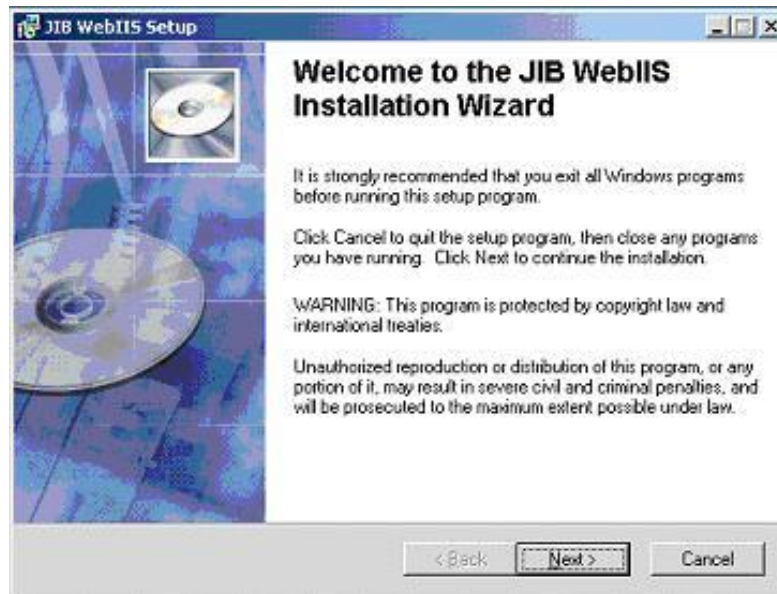 JIB WebIIS Setup
Welcome to the JIB WebIIS
Installation Wizard
It is strongly recommended that you exit all Windows programs
before running this setup program.
Click Cancel to quit the setup program, then close any programs
you have running. Click Next to continue the installation.
WARNING: This program is protected by copyright law and
international treaties.
Unauthorized reproduction or distribution of this program, or any
portion of it, may result in severe civil and criminal penalties, and
will be prosecuted to the maximum extent possible under law.
< Back Next > Cancel